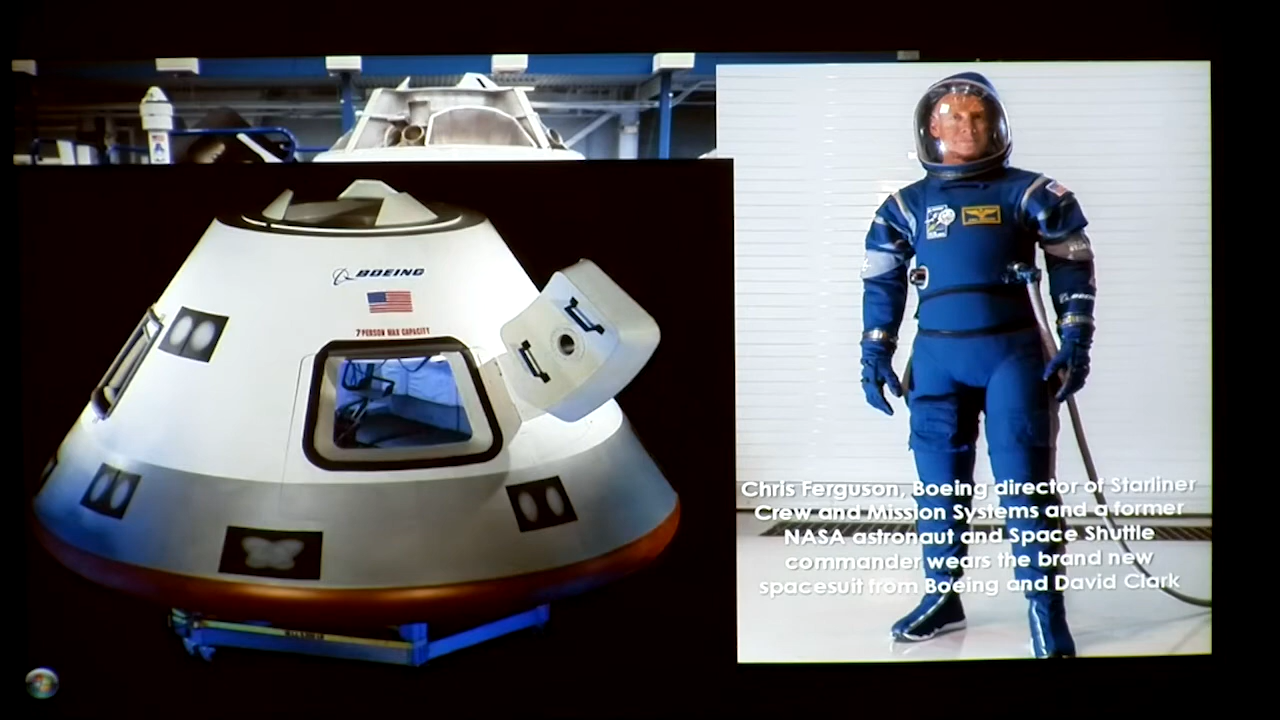 BOEING
7 PERSON MAX CAPACITY
Chris Ferguson, Boeing director of Starliner
Crew and Mission Systems and a former
NASA astronaut and Space Shuttle
commander wears the brand new
spacesuit from Boeing and David Clark